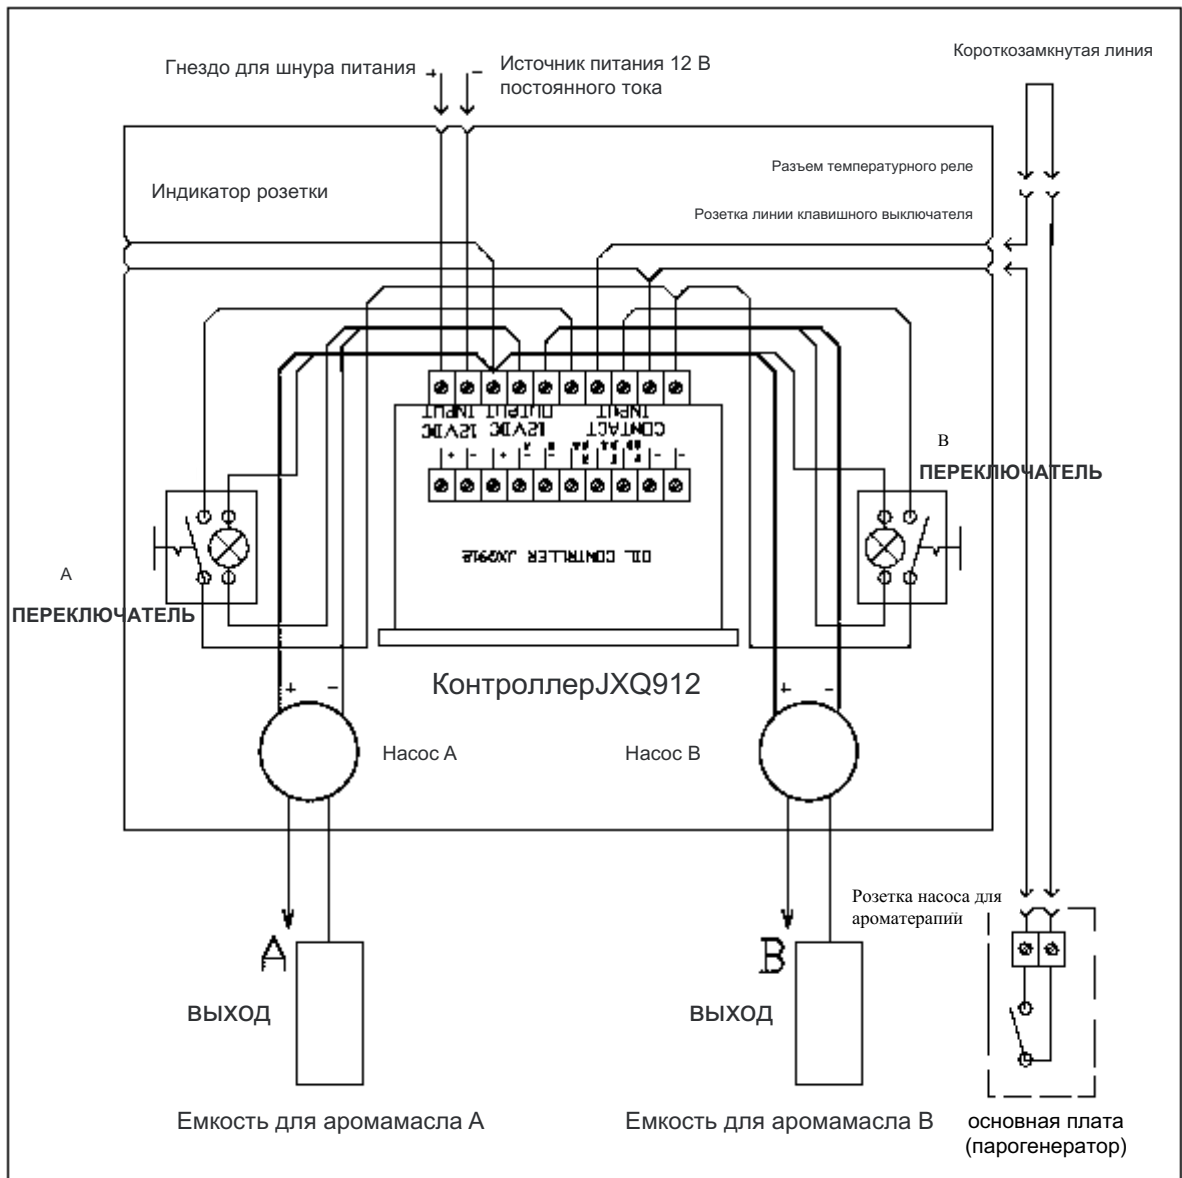 Гнездо для шнура питания
+
–
Источник питания 12 В
постоянного тока
Короткозамкнутая линия
Разъем температурного реле
Индикатор розетки
Розетка линии клавишного выключателя
12VDC INPUT
12VDC OUTPUT
CONTACT INPUT
OIL CONTROLLER JXQ912
B
ПЕРЕКЛЮЧАТЕЛЬ
A
ПЕРЕКЛЮЧАТЕЛЬ
КонтроллерJXQ912
+ –
+ –
Насос А
Насос В
Розетка насоса для
ароматерапии
A
B
ВЫХОД
ВЫХОД
Емкость для аромамасла А
Емкость для аромамасла В
основная плата
(парогенератор)